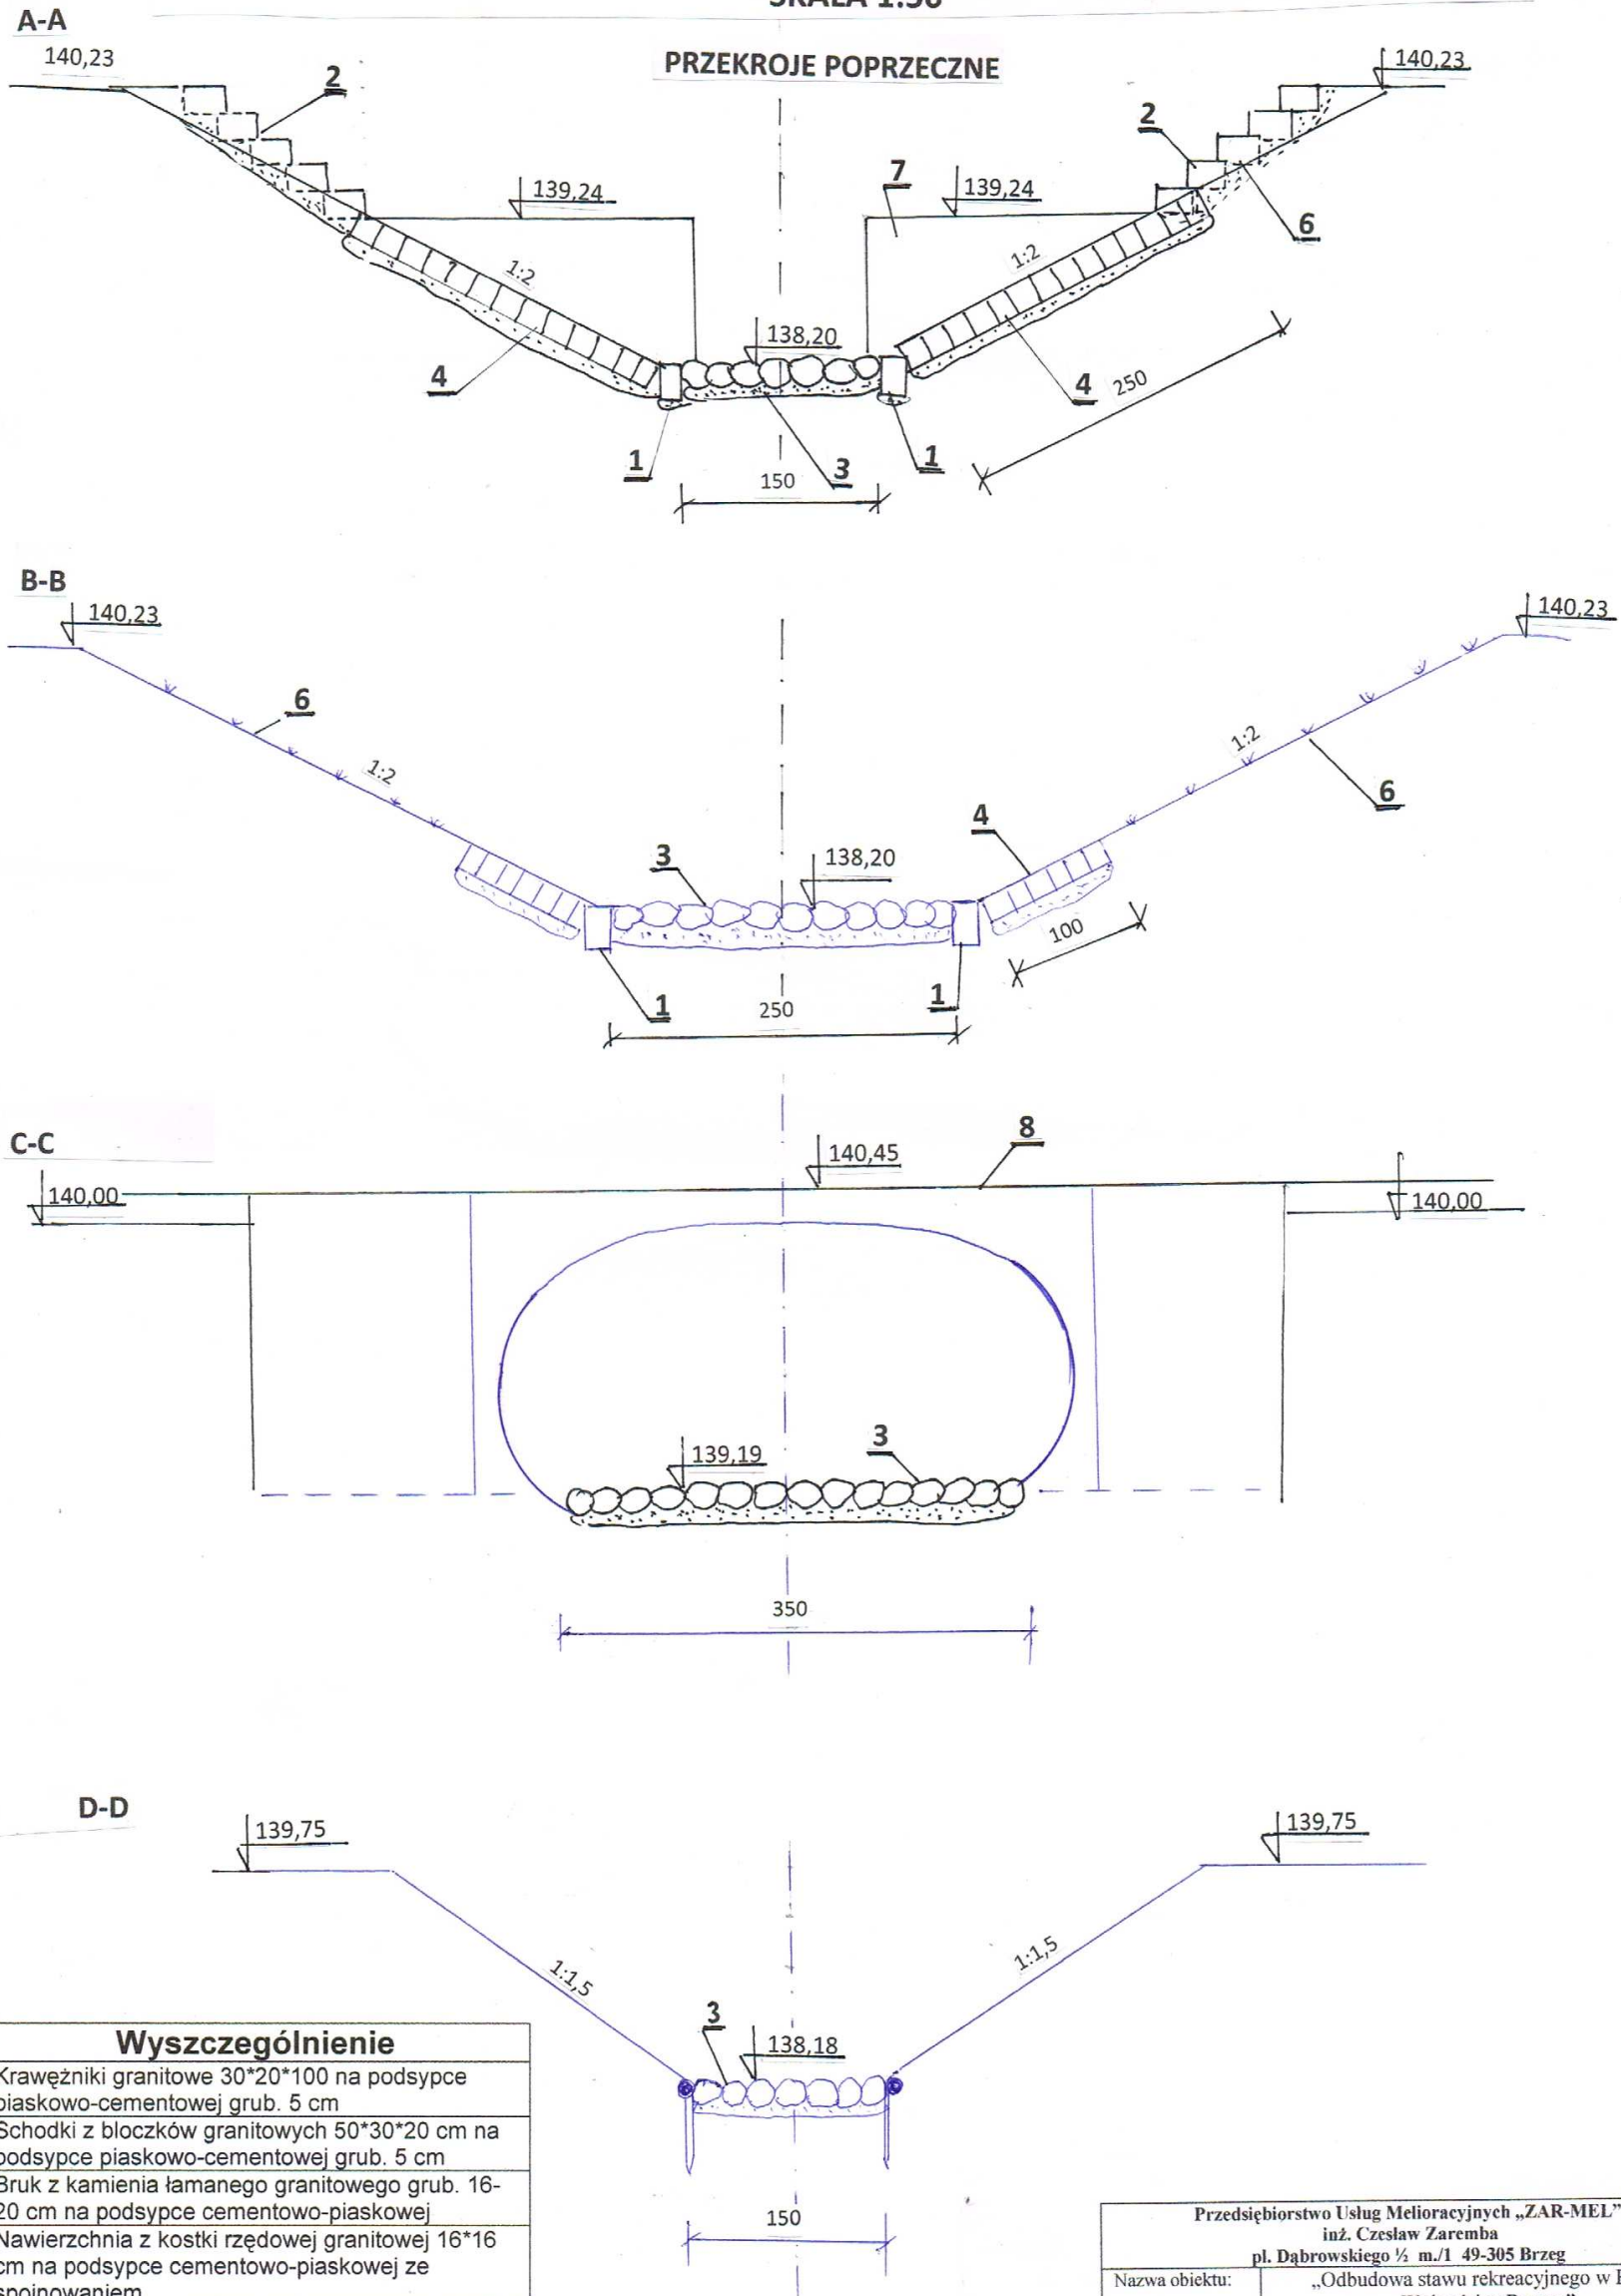 A-A
PRZEKROJE POPRZECZNE
140,23
2
140,23
2
139,24
7
139,24
6
1:2
1:2
138,20
4
4
250
1
3
1
150
B-B
140,23
140,23
6
1:2
1:2
6
4
3
138,20
100
1
1
250
C-C
8
140,45
140,00
140,00
139,19
3
350
D-D
139,75
139,75
1:1,5
1:1,5
3
138,18
150
Wyszczególnienie
Krawężniki granitowe 30*20*100 na podsypce
piaskowo-cementowej grub. 5 cm
Schodki z bloczków granitowych 50*30*20 cm na
podsypce piaskowo-cementowej grub. 5 cm
Bruk z kamienia łamanego granitowego grub. 16-
20 cm na podsypce cementowo-piaskowej
Nawierzchnia z kostki rzędowej granitowej 16*16
cm na podsypce cementowo-piaskowej ze
Przedsiębiorstwo Usług Melioracyjnych „ZAR-MEL”
inż. Czesław Zaremba
pl. Dąbrowskiego ½ m./1 49-305 Brzeg
Nazwa obiektu:
„Odbudowa stawu rekreacyjnego w